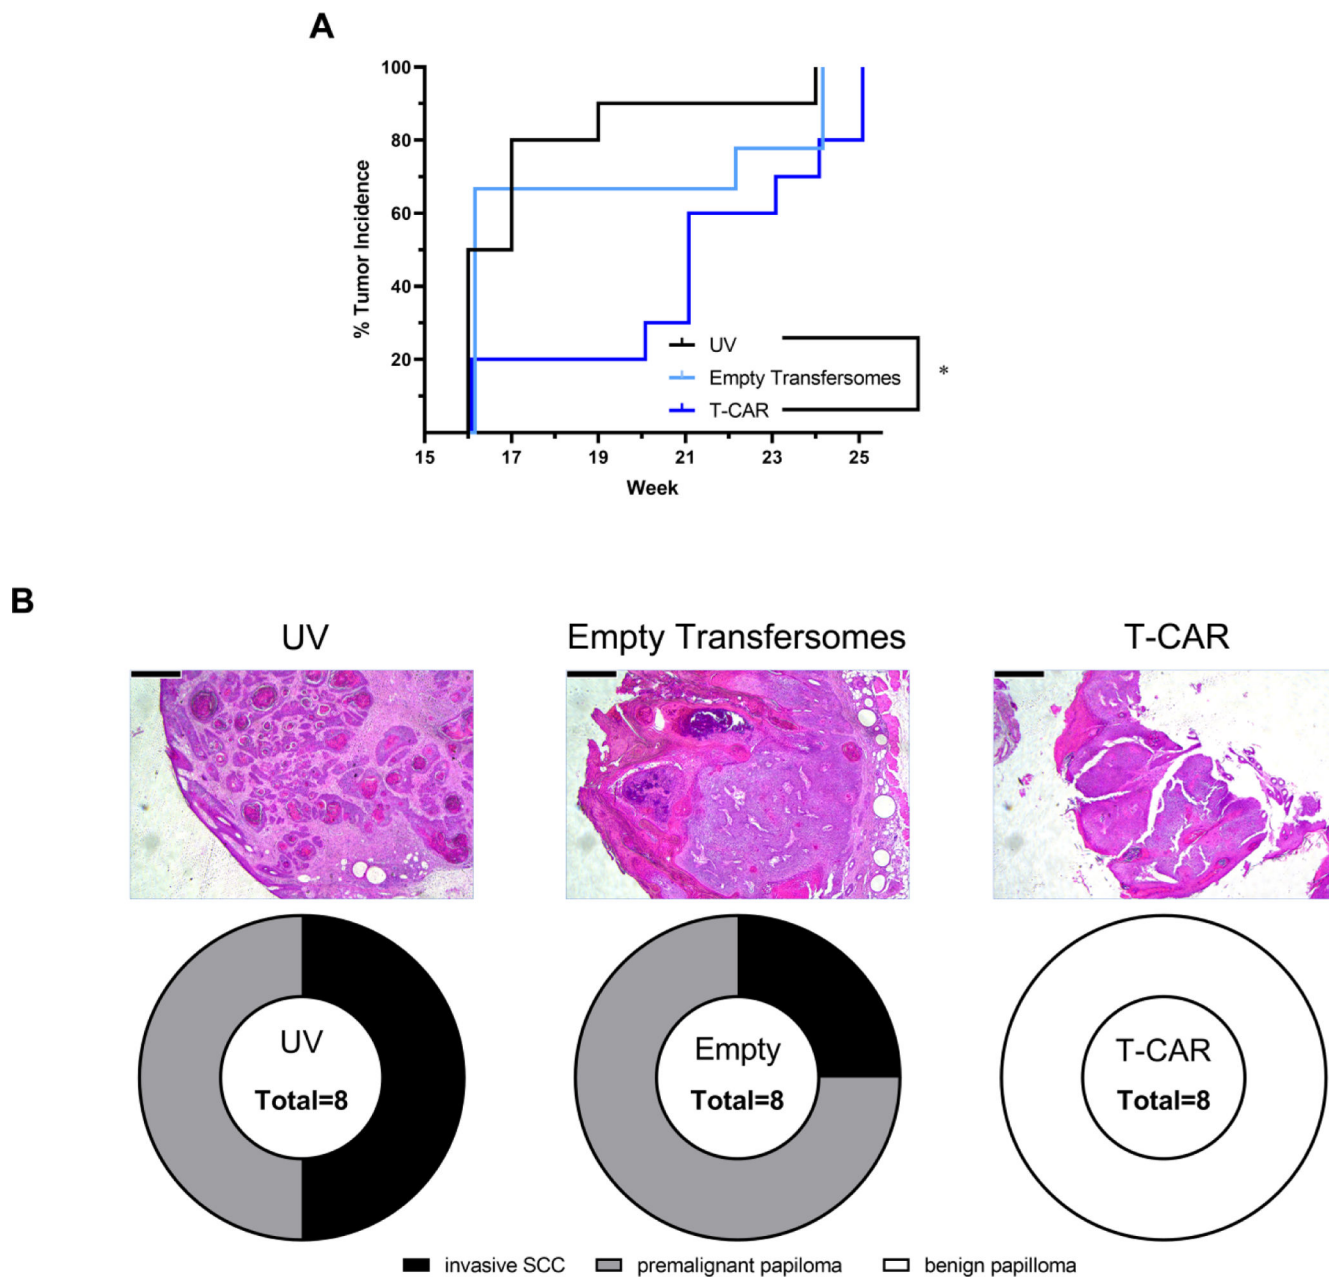 A
100
80
60
40
20
% Tumor Incidence
UV
Empty Transfersomes
T-CAR
*
15 17 19 21 23 25
Week
B
UV Empty Transfersomes T-CAR
UV
Total=8
Empty
Total=8
T-CAR
Total=8
invasive SCC premalignant papiloma benign papilloma